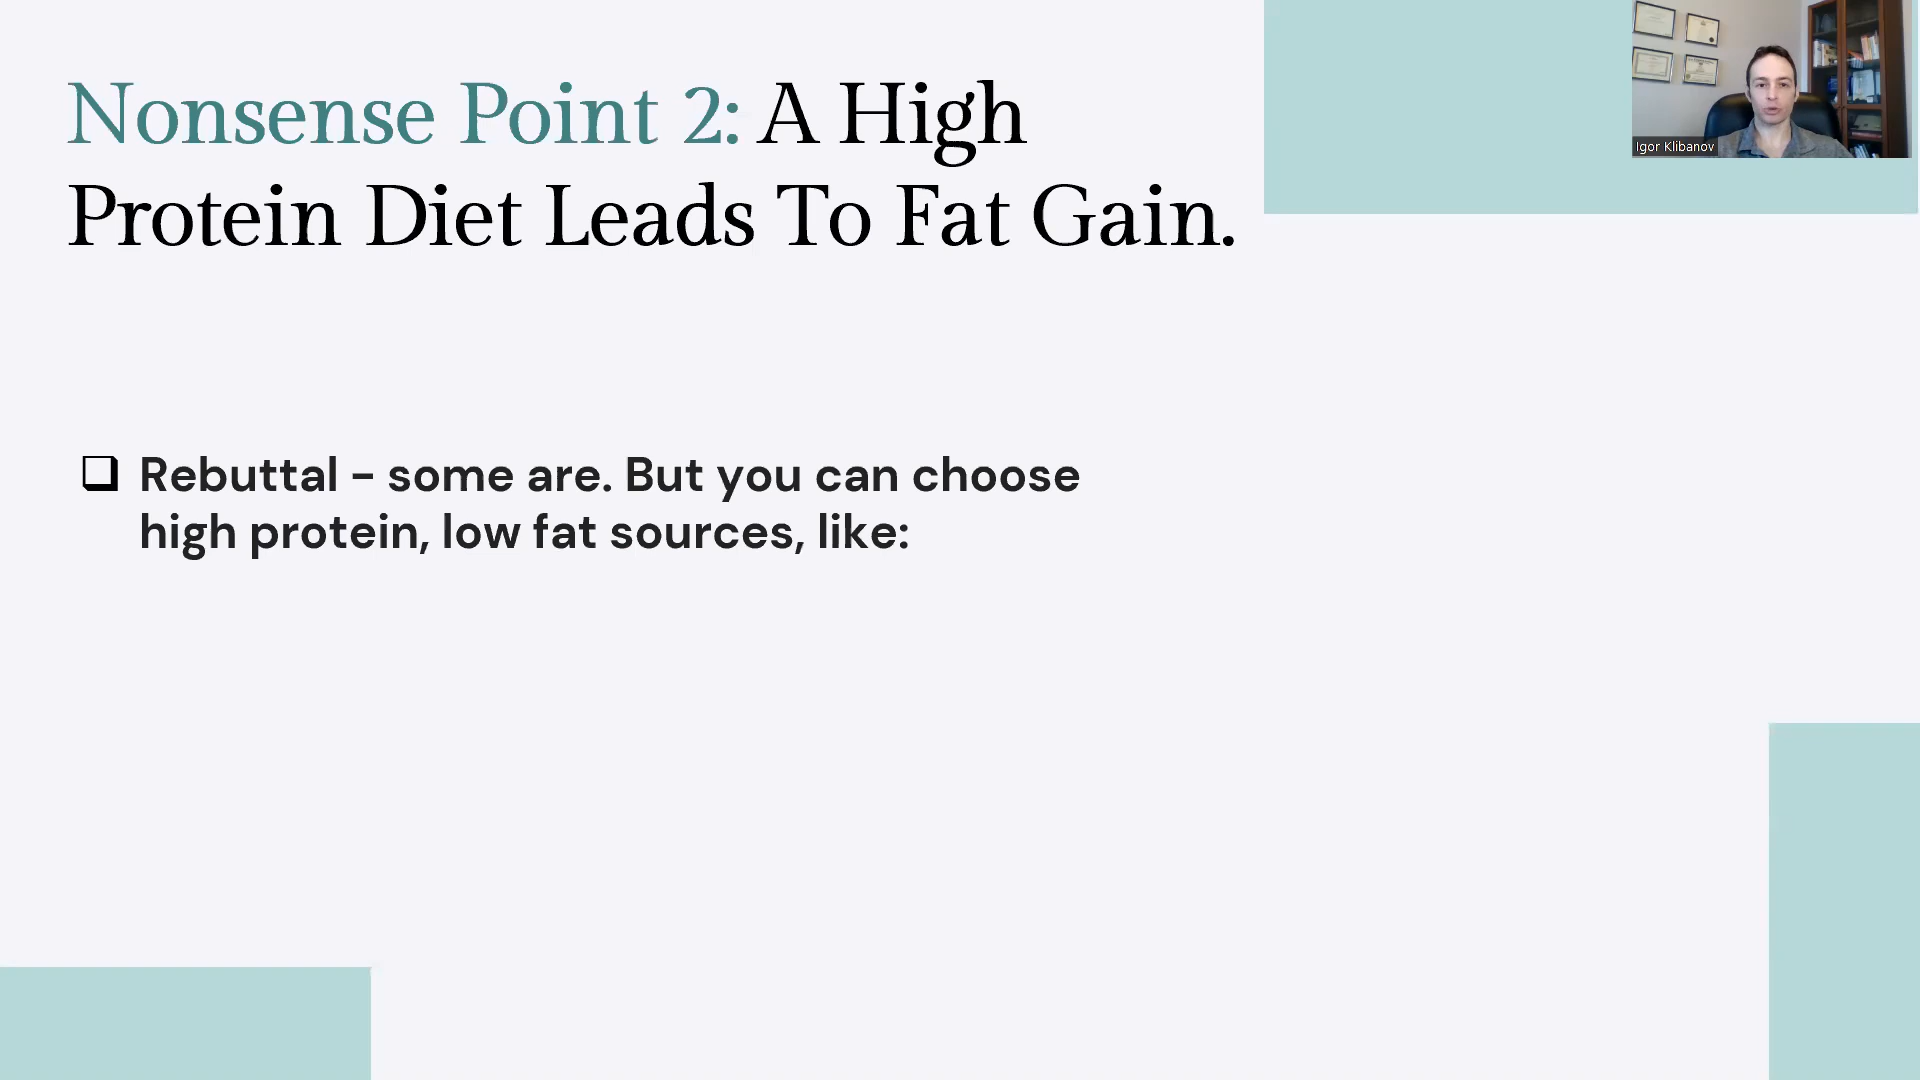 Nonsense Point 2: A High
Protein Diet Leads To Fat Gain.
Igor Klibanov
Rebuttal – some are. But you can choose
high protein, low fat sources, like: